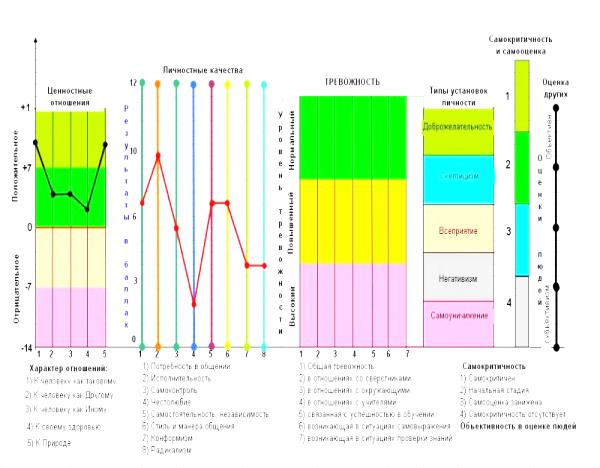 Самокритичность
и самооценка
Личностные качества
ТРЕВОЖНОСТЬ
Ценностные
отношения
Типы установок
личности
Оценка
других
12
10
6
3
0
+1
+7
0
-7
-14
Положительное
Отрицательное
Результаты в баллах
Уровень тревожности
Нормальный
Повышенный
Высокий
Доброжелательность
Скептицизм
Всеприятие
Негативизм
Самоуничижение
1
2
3
4
Оценки людей
Объективн.
Субъективизм
1 2 3 4 5
1 2 3 4 5 6 7 8
1 2 3 4 5 6 7
Характер отношений:
1) К человеку как таковому
2) К человеку как Другому
3) К человеку как Иному
4) К своему здоровью
5) К Природе
1) Потребность в общении
2) Исполнительность
3) Самоконтроль
4) Честолюбие
5) Самостоятельность, независимость
6) Стиль и манера общения
7) Конформизм
8) Радикализм
1) Общая тревожность
2) в отношениях со сверстниками
3) в отношениях с окружающими
4) в отношениях с учителями
5) связанная с успешностью в обучении
6) возникающая в ситуациях самовыражения
7) возникающая в ситуациях проверки знаний
Самокритичность
1) Самокритичен
2) Начальная стадия
3) Самооценка занижена
4) Самокритичность отсутствует
Объективность в оценке людей